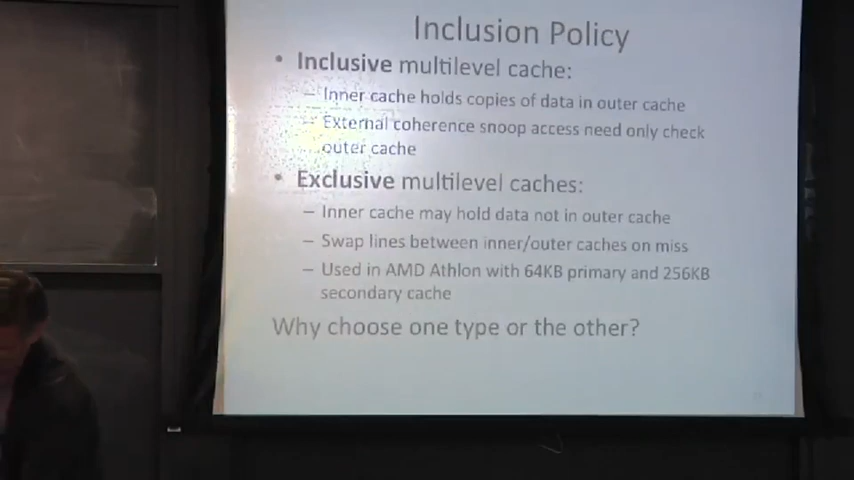 Inclusion Policy
• Inclusive multilevel cache:
– Inner cache holds copies of data in outer cache
– External coherence snoop access need only check
outer cache
• Exclusive multilevel caches:
– Inner cache may hold data not in outer cache
– Swap lines between inner/outer caches on miss
– Used in AMD Athlon with 64KB primary and 256KB
secondary cache
Why choose one type or the other?